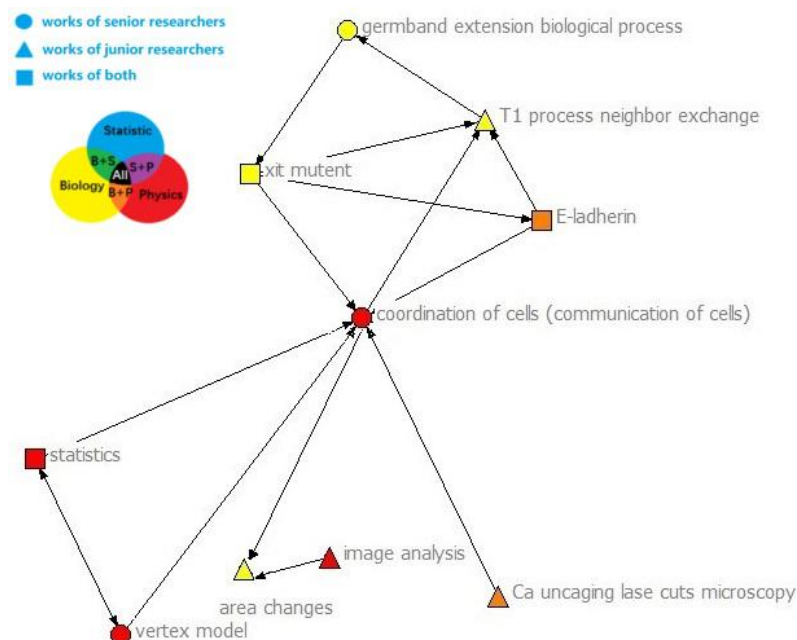 works of senior researchers
works of junior researchers
works of both
Statistic
B+S
S+P
All
Biology
B+P
Physics
germband extension biological process
T1 process neighbor exchange
xit mutent
E-ladherin
coordination of cells (communication of cells)
statistics
image analysis
area changes
Ca uncaging lase cuts microscopy
vertex model